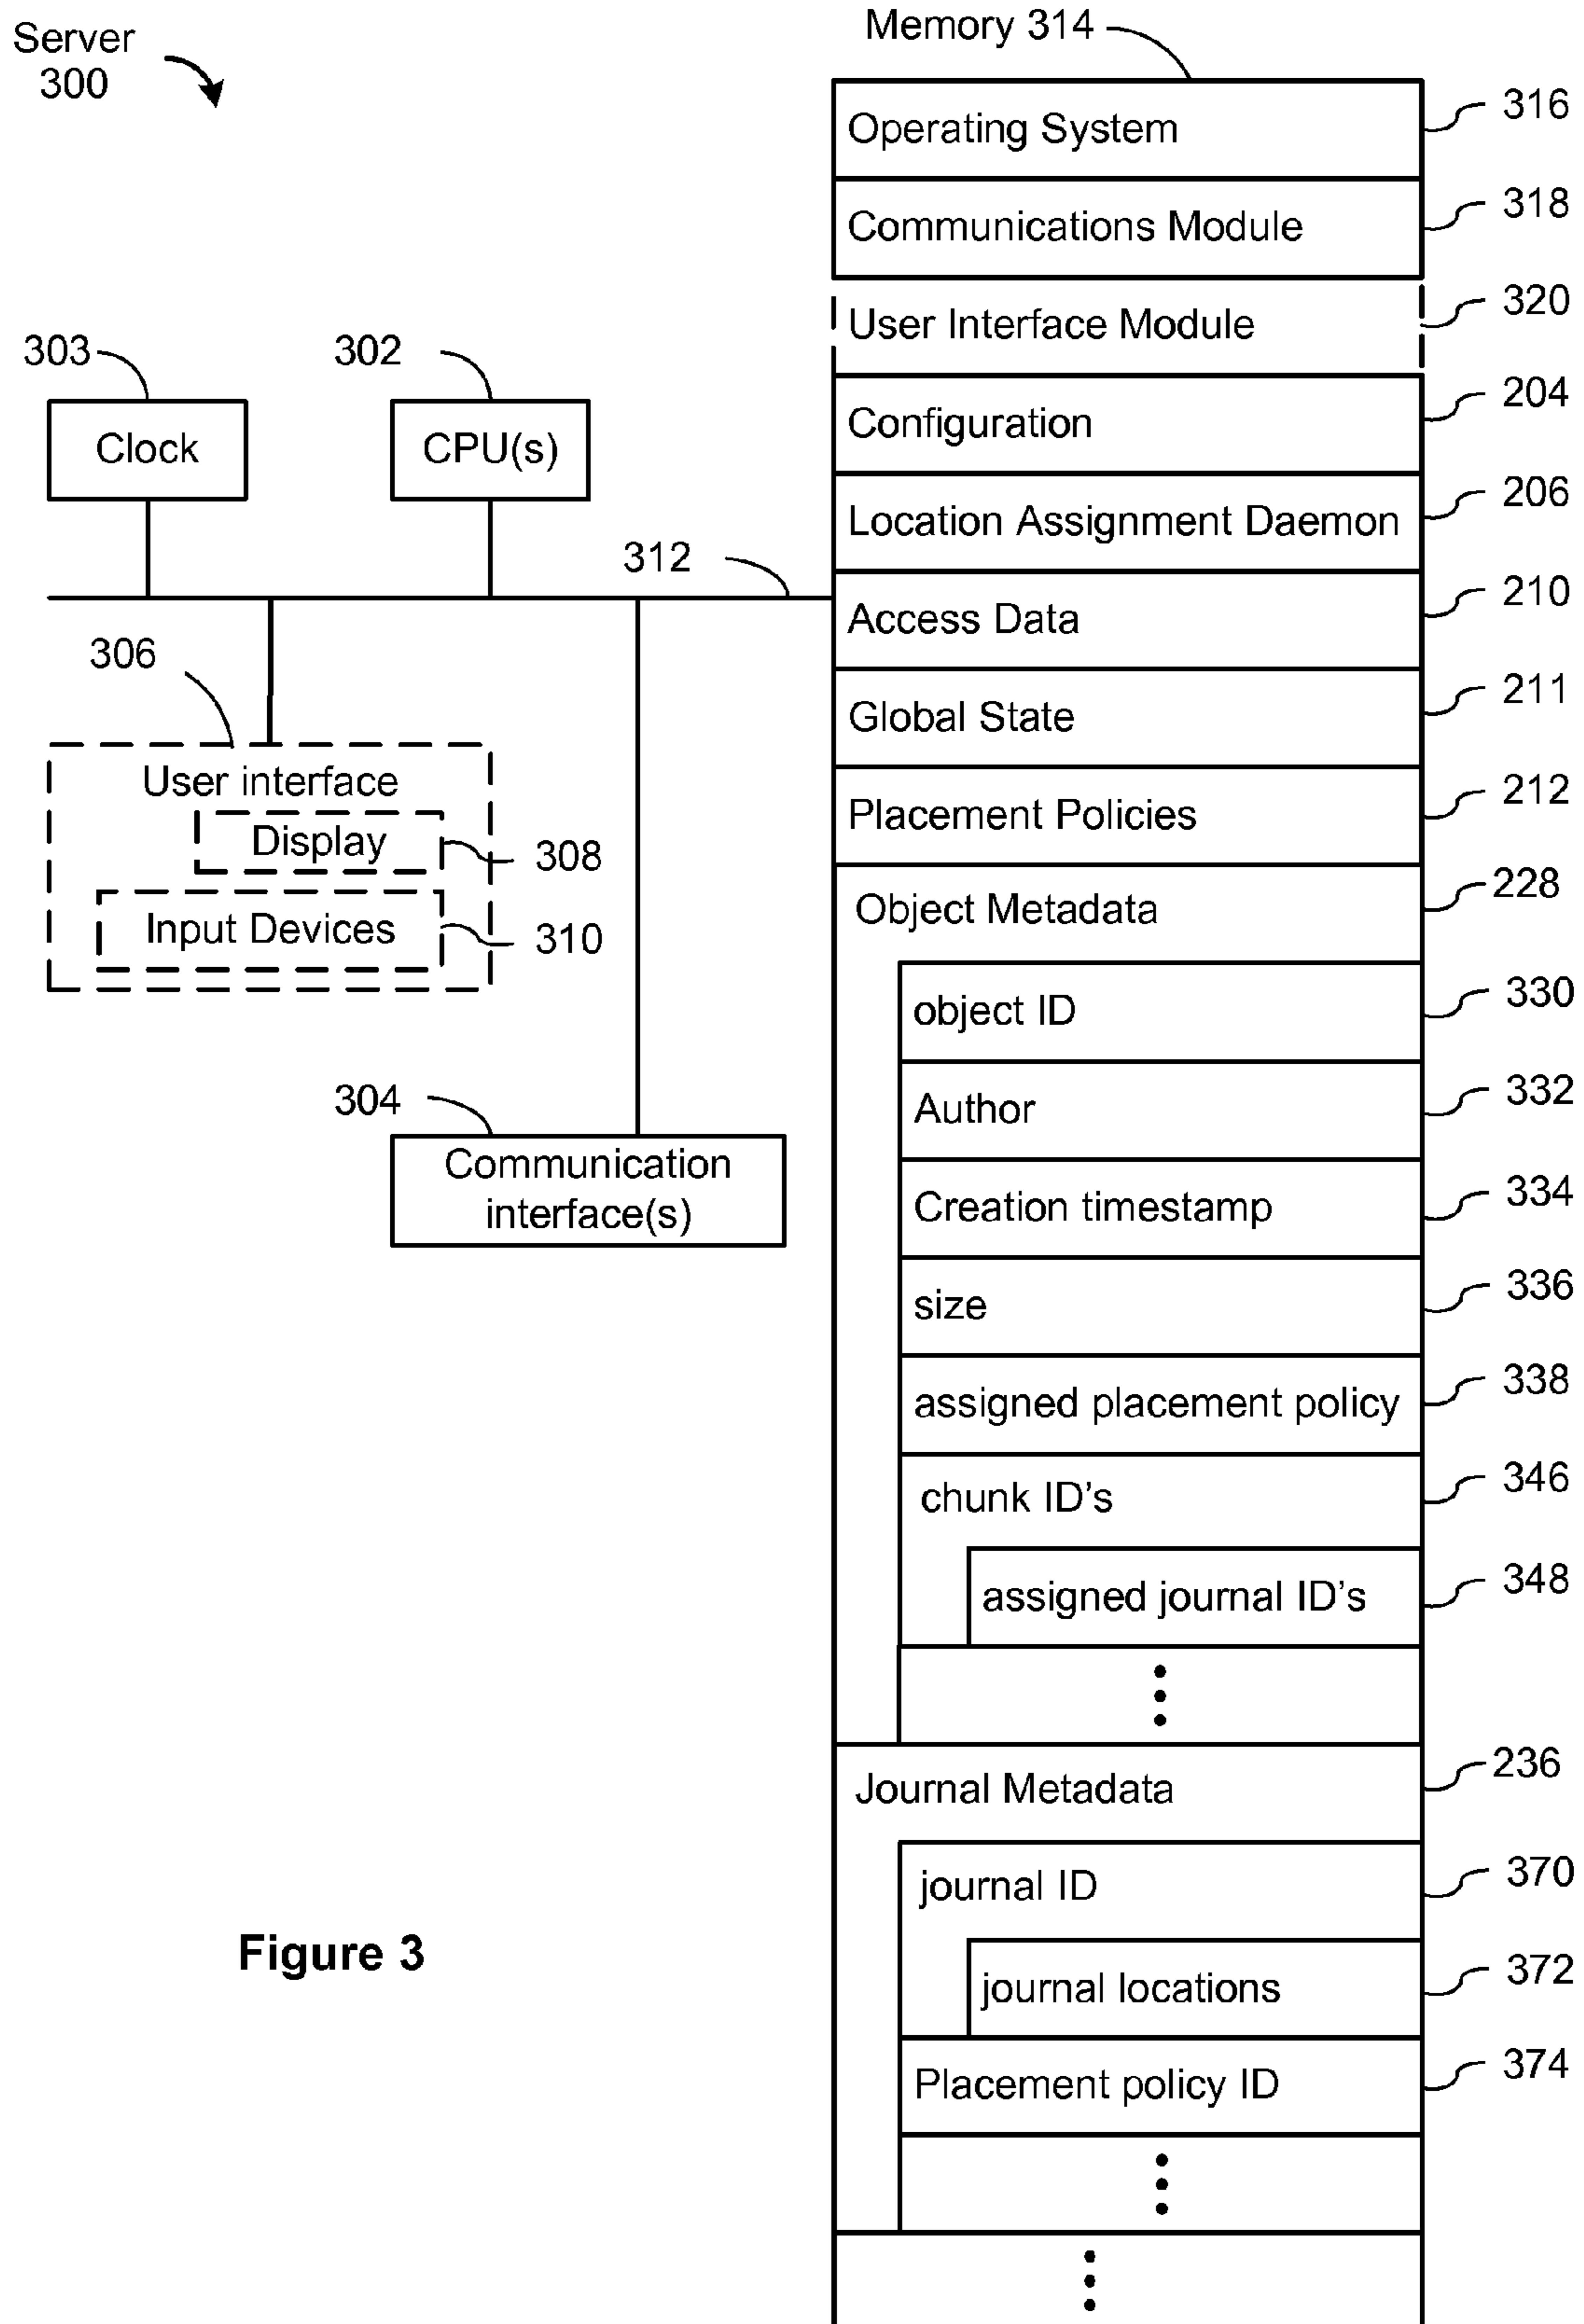 Server
300
Memory 314
Operating System
316
Communications Module
318
User Interface Module
320
303
302
Clock
CPU(s)
Configuration
204
Location Assignment Daemon
206
312
Access Data
210
306
Global State
211
User interface
Display
308
Input Devices
310
Placement Policies
212
Object Metadata
228
object ID
330
304
Communication
interface(s)
Author
332
Creation timestamp
334
size
336
assigned placement policy
338
chunk ID's
346
assigned journal ID's
348
Journal Metadata
236
journal ID
370
journal locations
372
Placement policy ID
374
Figure 3